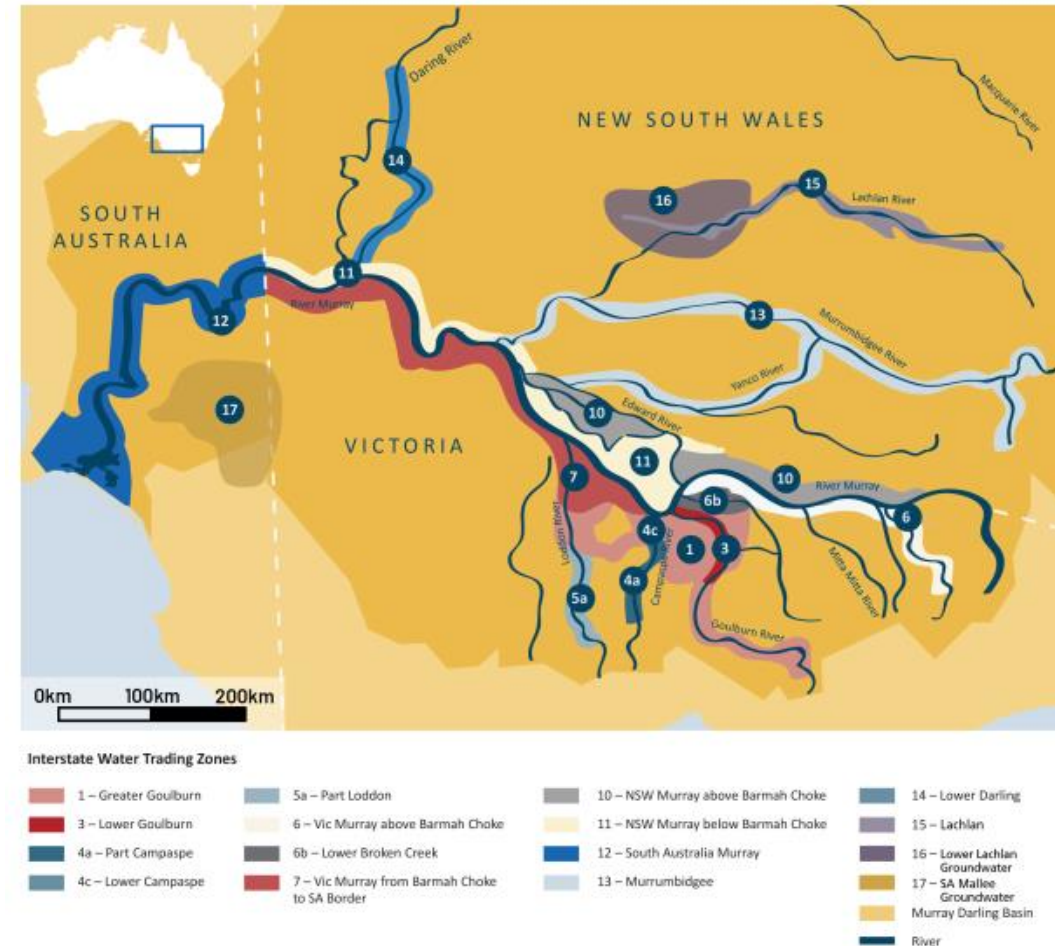 Daring River
Macquarie River
NEW SOUTH WALES
14
16
15
Lachlan River
SOUTH
AUSTRALIA
11
River Murray
12
13
Murrumbidgee River
Yanco River
17
VICTORIA
10
Edward River
11
7
10
River Murray
6b
6
Loddon River
4c
Campaspe River
1
3
Mitta Mitta River
4a
5a
Goulburn River
0km 100km 200km
Interstate Water Trading Zones
1 – Greater Goulburn
3 – Lower Goulburn
4a – Part Campaspe
4c – Lower Campaspe
5a – Part Loddon
6 – Vic Murray above Barmah Choke
6b – Lower Broken Creek
7 – Vic Murray from Barmah Choke
to SA Border
10 – NSW Murray above Barmah Choke
11 – NSW Murray below Barmah Choke
12 – South Australia Murray
13 – Murrumbidgee
14 – Lower Darling
15 – Lachlan
16 – Lower Lachlan
Groundwater
17 – SA Mallee
Groundwater
Murray Darling Basin
River